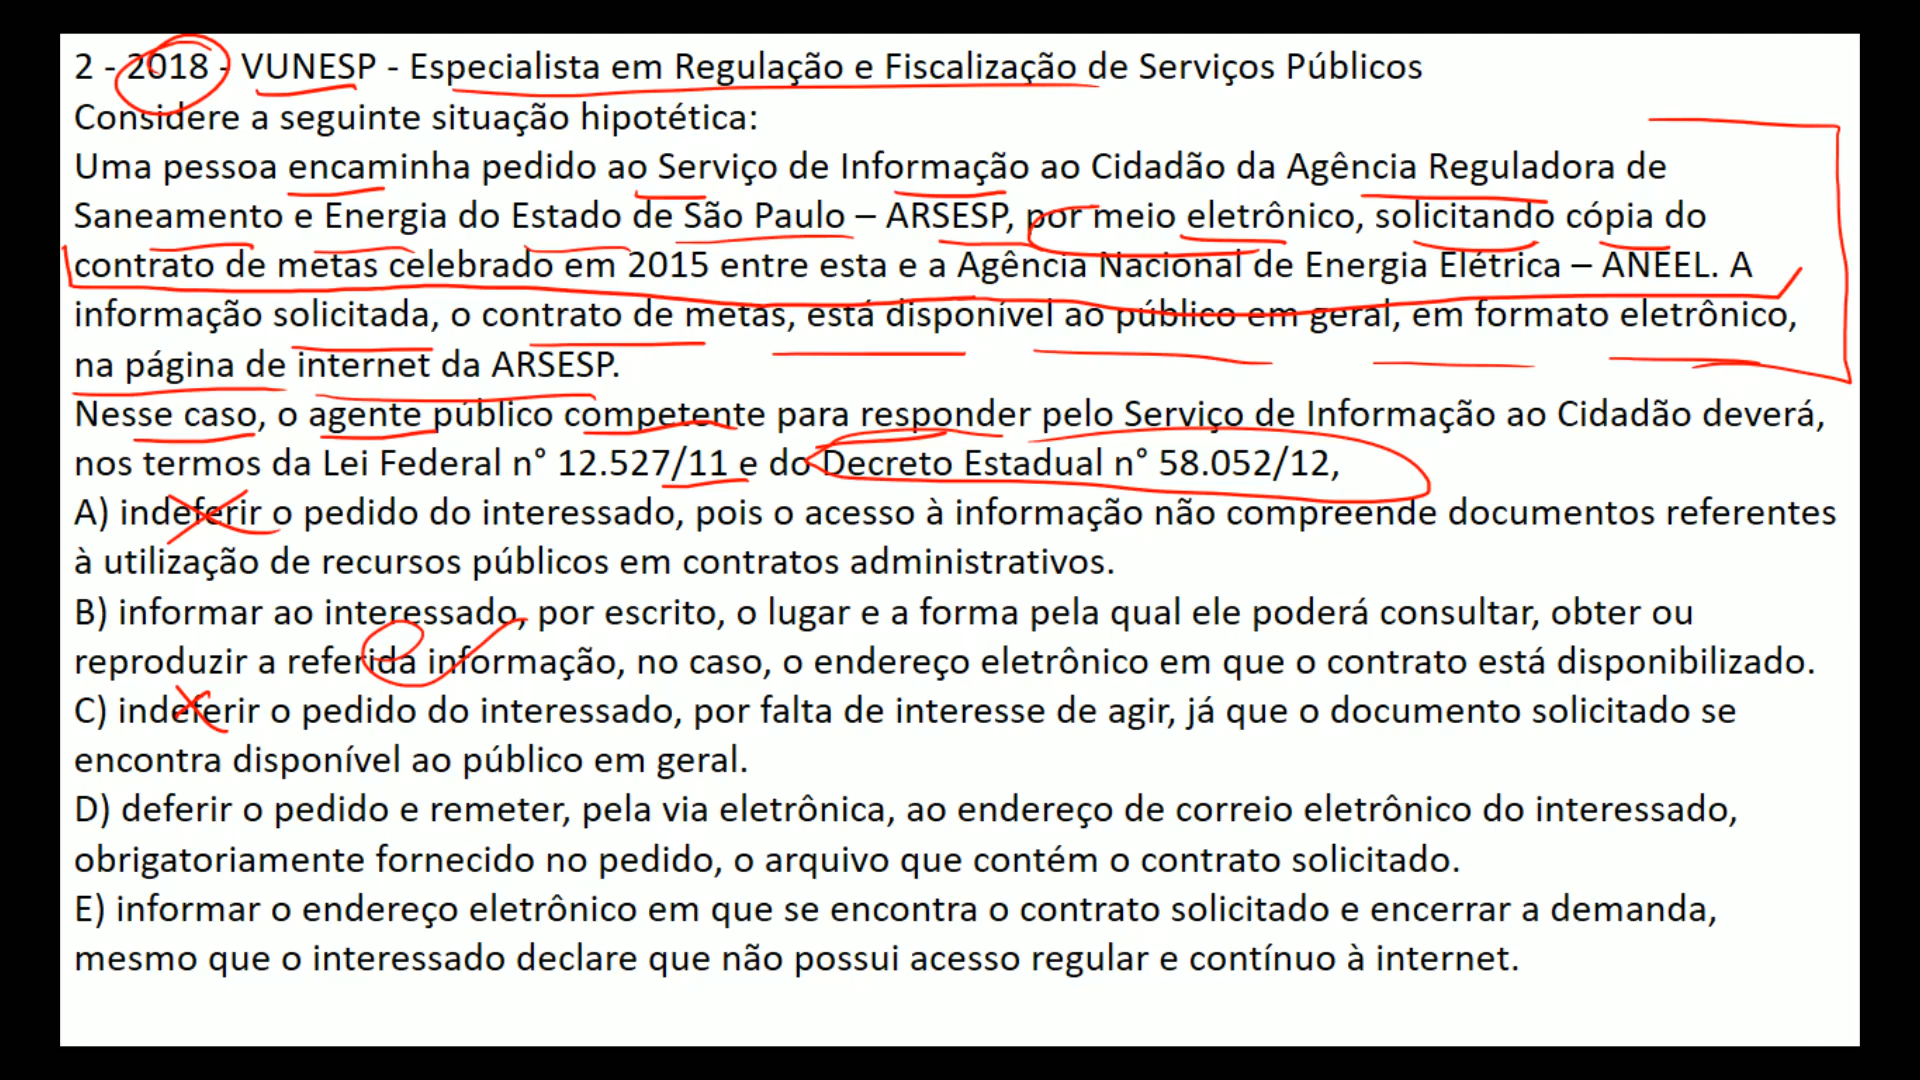 2 - 2018 - VUNESP - Especialista em Regulação e Fiscalização de Serviços Públicos
Considere a seguinte situação hipotética:
Uma pessoa encaminha pedido ao Serviço de Informação ao Cidadão da Agência Reguladora de
Saneamento e Energia do Estado de São Paulo – ARSESP, por meio eletrônico, solicitando cópia do
contrato de metas celebrado em 2015 entre esta e a Agência Nacional de Energia Elétrica – ANEEL. A
informação solicitada, o contrato de metas, está disponível ao público em geral, em formato eletrônico,
na página de internet da ARSESP.
Nesse caso, o agente público competente para responder pelo Serviço de Informação ao Cidadão deverá,
nos termos da Lei Federal n° 12.527/11 e do Decreto Estadual n° 58.052/12,
A) indeferir o pedido do interessado, pois o acesso à informação não compreende documentos referentes
à utilização de recursos públicos em contratos administrativos.
B) informar ao interessado, por escrito, o lugar e a forma pela qual ele poderá consultar, obter ou
reproduzir a referida informação, no caso, o endereço eletrônico em que o contrato está disponibilizado.
C) indeferir o pedido do interessado, por falta de interesse de agir, já que o documento solicitado se
encontra disponível ao público em geral.
D) deferir o pedido e remeter, pela via eletrônica, ao endereço de correio eletrônico do interessado,
obrigatoriamente fornecido no pedido, o arquivo que contém o contrato solicitado.
E) informar o endereço eletrônico em que se encontra o contrato solicitado e encerrar a demanda,
mesmo que o interessado declare que não possui acesso regular e contínuo à internet.